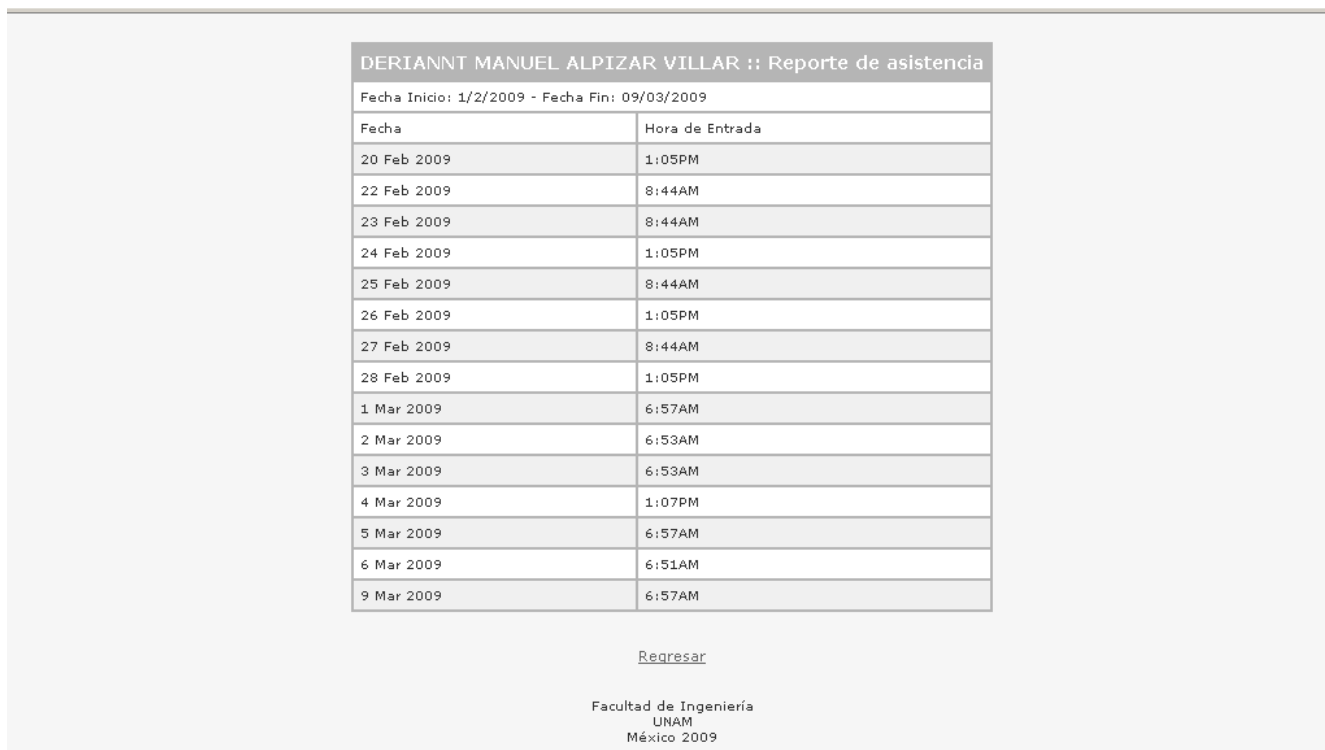 DERIANNT MANUEL ALPIZAR VILLAR :: Reporte de asistencia
Fecha Inicio: 1/2/2009 - Fecha Fin: 09/03/2009
Fecha Hora de Entrada
20 Feb 2009 1:05PM
22 Feb 2009 8:44AM
23 Feb 2009 8:44AM
24 Feb 2009 1:05PM
25 Feb 2009 8:44AM
26 Feb 2009 1:05PM
27 Feb 2009 8:44AM
28 Feb 2009 1:05PM
1 Mar 2009 6:57AM
2 Mar 2009 6:53AM
3 Mar 2009 6:53AM
4 Mar 2009 1:07PM
5 Mar 2009 6:57AM
6 Mar 2009 6:51AM
9 Mar 2009 6:57AM
Regresar
Facultad de Ingeniería
UNAM
México 2009